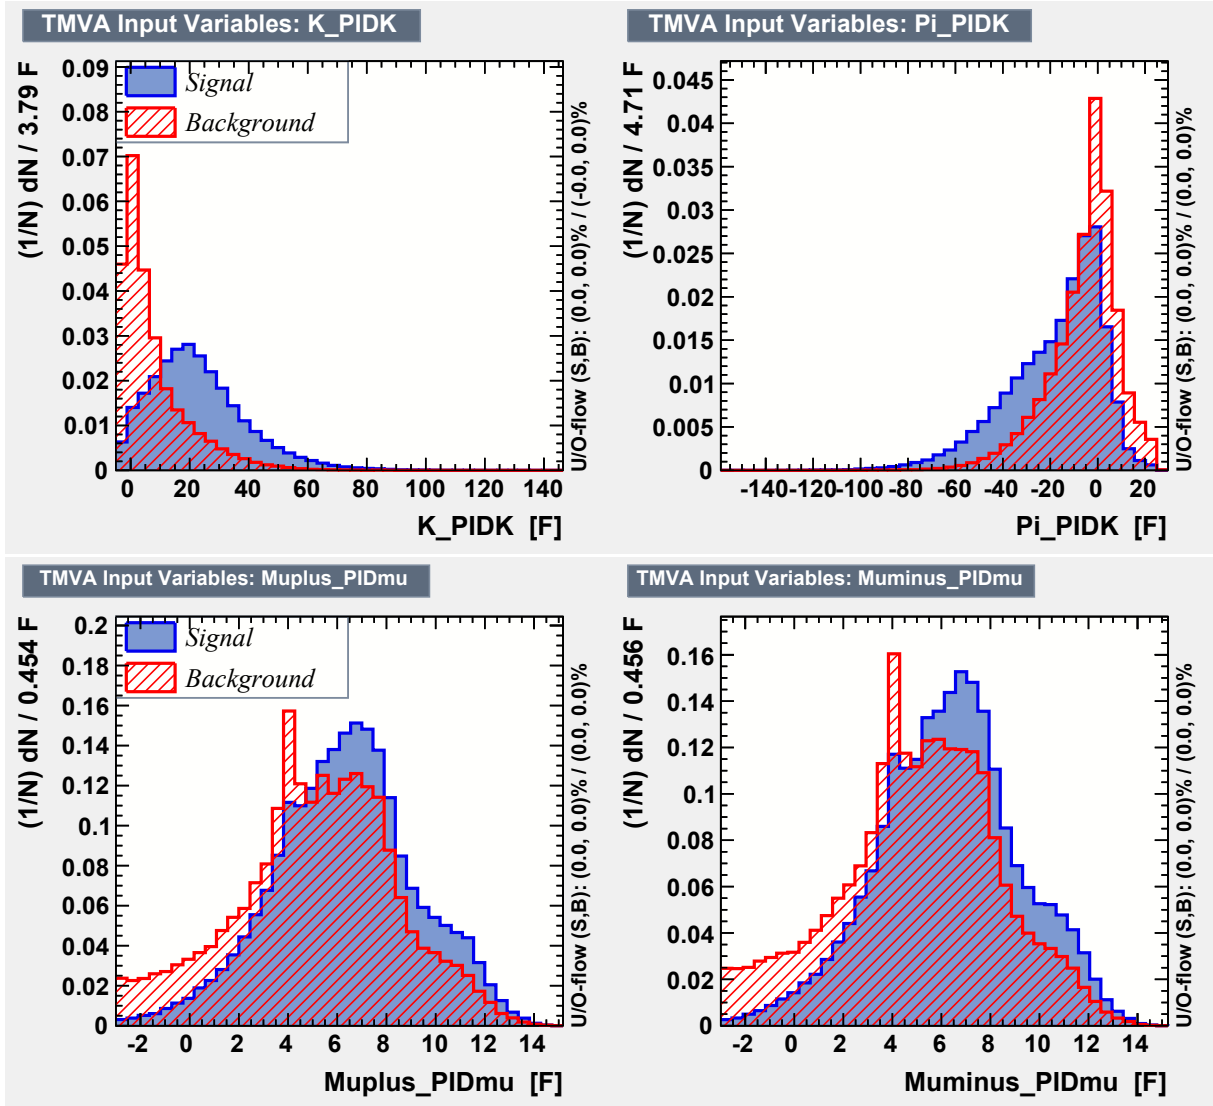 TMVA Input Variables: K_PIDK
(1/N) dN / 3.79 F
0.09
0.08
0.07
0.06
0.05
0.04
0.03
0.02
0.01
0
Signal
Background
0 20 40 60 80 100 120 140
K_PIDK [F]
U/O-flow (S,B): (0.0, 0.0)% / (-0.0, 0.0)%
TMVA Input Variables: Pi_PIDK
(1/N) dN / 4.71 F
0.045
0.04
0.035
0.03
0.025
0.02
0.015
0.01
0.005
0
-140 -120 -100 -80 -60 -40 -20 0 20
Pi_PIDK [F]
U/O-flow (S,B): (0.0, 0.0)% / (0.0, 0.0)%
TMVA Input Variables: Muplus_PIDmu
(1/N) dN / 0.454 F
0.2
0.18
0.16
0.14
0.12
0.1
0.08
0.06
0.04
0.02
0
Signal
Background
-2 0 2 4 6 8 10 12 14
Muplus_PIDmu [F]
U/O-flow (S,B): (0.0, 0.0)% / (0.0, 0.0)%
TMVA Input Variables: Muminus_PIDmu
(1/N) dN / 0.456 F
0.16
0.14
0.12
0.1
0.08
0.06
0.04
0.02
0
-2 0 2 4 6 8 10 12 14
Muminus_PIDmu [F]
U/O-flow (S,B): (0.0, 0.0)% / (0.0, 0.0)%